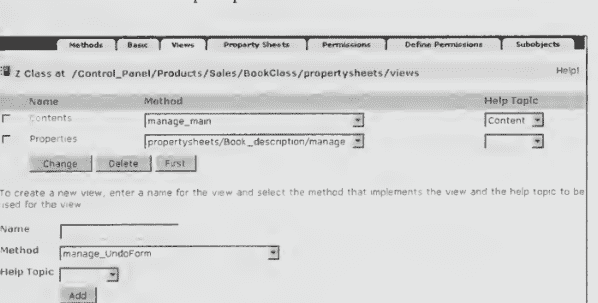 Methods Basic Views Property Sheets Permissions Define Permissions Subobjects
Z Class at /Control_Panel/Products/Sales/BookClass/propertysheets/views Help!
Name Method Help Topic
Contents manage_main Content
Properties propertysheets/Book_description/manage
Change Delete First
To create a new view, enter a name for the view and select the method that implements the view and the help topic to be
used for the view
Name
Method manage_UndoForm
Help Topic
Add